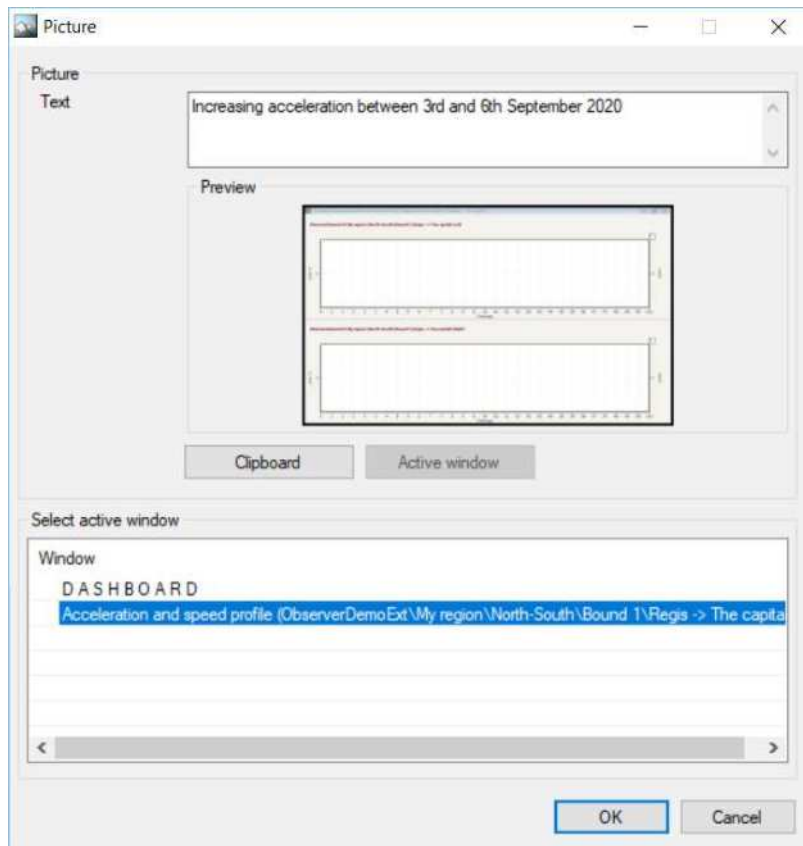 Picture
Picture
Text
Increasing acceleration between 3rd and 6th September 2020
Preview
Clipboard
Active window
Select active window
Window
D A S H B O A R D
Acceleration and speed profile (ObserverDemoExt\My region\North-South\Bound 1\Regis -> The capita
OK
Cancel